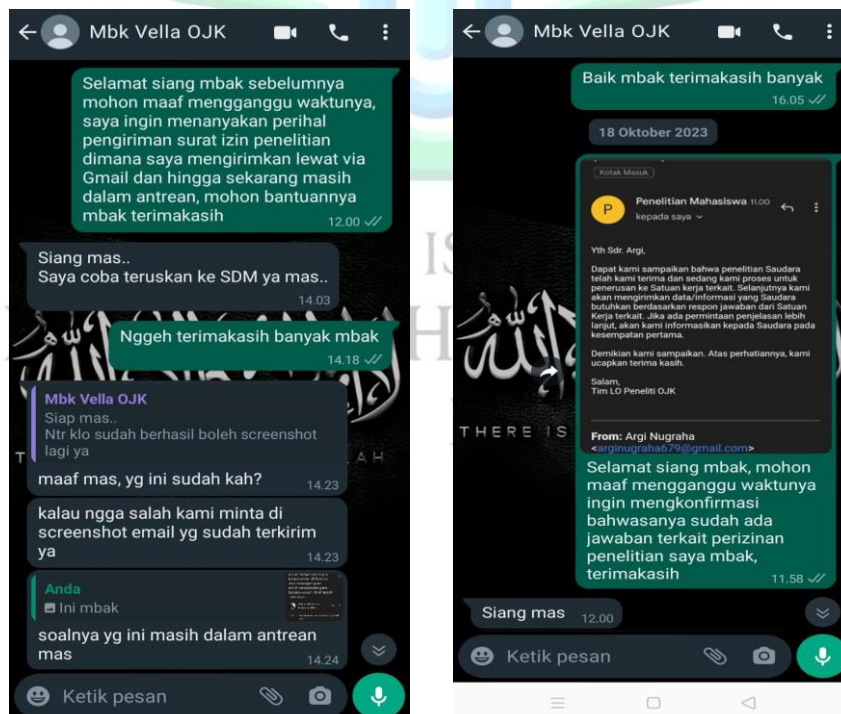 Mbk Vella OJK
Selamat siang mbak sebelumnya
mohon maaf mengganggu waktunya,
saya ingin menanyakan perihal
pengiriman surat izin penelitian
dimana saya mengirimkan lewat via
Gmail dan hingga sekarang masih
dalam antrean, mohon bantuannya
mbak terimakasih
12.00
Siang mas..
Saya coba teruskan ke SDM ya mas..
14.03
Nggeh terimakasih banyak mbak
14.18
Mbk Vella OJK
Siap mas..
Ntr klo sudah berhasil boleh screenshot
lagi ya
maaf mas, yg ini sudah kah?
14.23
kalau ngga salah kami minta di
screenshot email yg sudah terkirim
ya
14.23
Anda
Ini mbak
soalnya yg ini masih dalam antrean
mas
14.24
Ketik pesan
Mbk Vella OJK
Baik mbak terimakasih banyak
16.05
18 Oktober 2023
Kotak Masuk
P
Penelitian Mahasiswa 11.00
kepada saya
Yth Sdr. Argi,
Dapat kami sampaikan bahwa penelitian Saudara
telah kami terima dan sedang kami proses untuk
penerusan ke Satuan kerja terkait. Selanjutnya kami
akan mengirimkan data/informasi yang Saudara
butuhkan berdasarkan respon jawaban dari Satuan
Kerja terkait. Jika ada permintaan penjelasan lebih
lanjut, akan kami informasikan kepada Saudara pada
kesempatan pertama.
Demikian kami sampaikan. Atas perhatiannya, kami
ucapkan terima kasih.
Salam,
Tim LO Peneliti OJK
THERE IS
From: Argi Nugraha
<arginugraha679@gmail.com>
Selamat siang mbak, mohon
maaf mengganggu waktunya
ingin mengkonfirmasi
bahwasanya sudah ada
jawaban terkait perizinan
penelitian saya mbak,
terimakasih
11.58
Siang mas
12.00
Ketik pesan